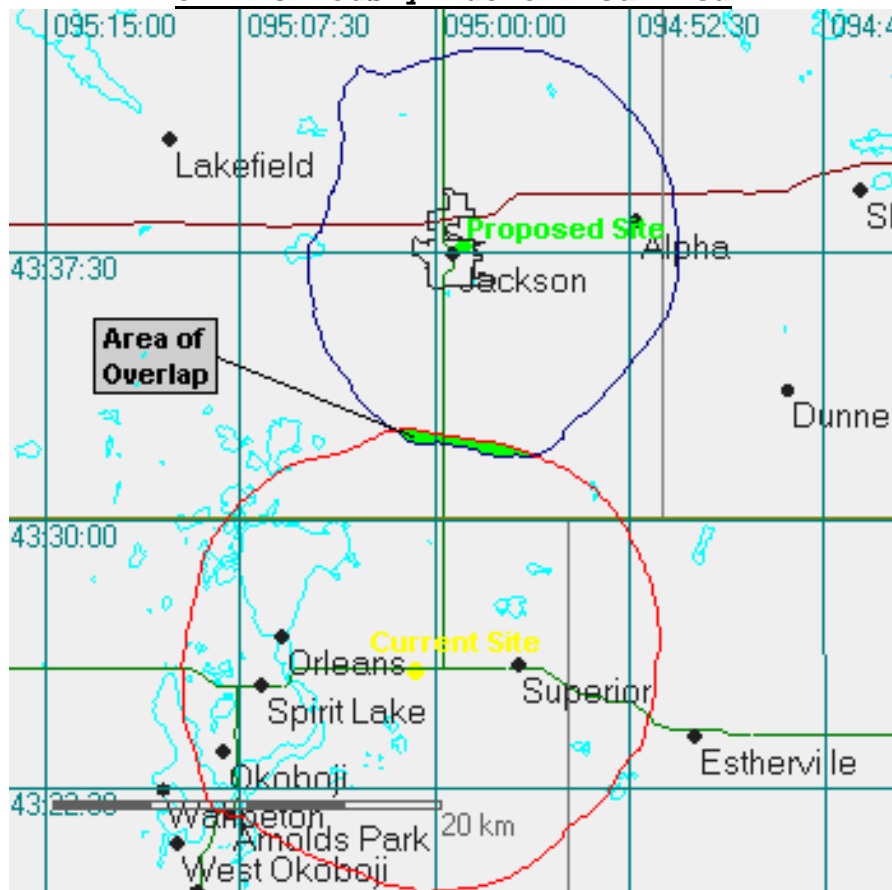 095:15:00
095:07:30
095:00:00
094:52:30
Lakefield
Proposed Site
Alpha
43:37:30
Jackson
Area of
Overlap
Dunne
43:30:00
Current Site
Orleans
Superior
Spirit Lake
Estherville
Okoboji
43:22:30
20 km
Wahpeton
Arnolds Park
West Okoboji